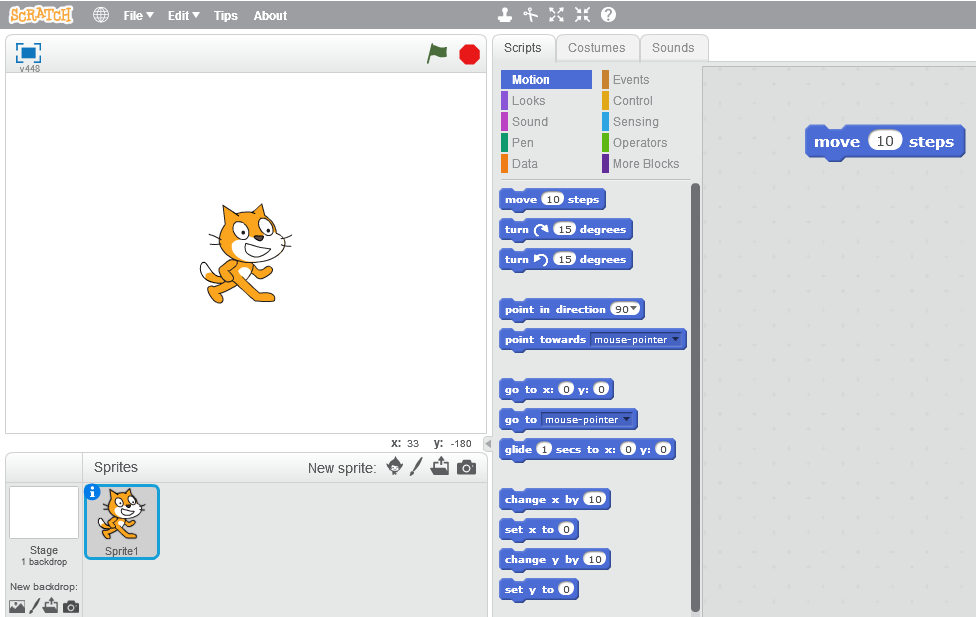 SCRATCH File Edit Tips About ?
v448
Scripts Costumes Sounds
Motion Events
Looks Control
Sound Sensing
Pen Operators
Data More Blocks
move 10 steps
turn 15 degrees
turn 15 degrees
point in direction 90
point towards mouse-pointer
go to x: 0 y: 0
go to mouse-pointer
glide 1 secs to x: 0 y: 0
change x by 10
set x to 0
change y by 10
set y to 0
move 10 steps
x: 33 y: -180
Sprites New sprite:
i
Sprite1
Stage
1 backdrop
New backdrop: